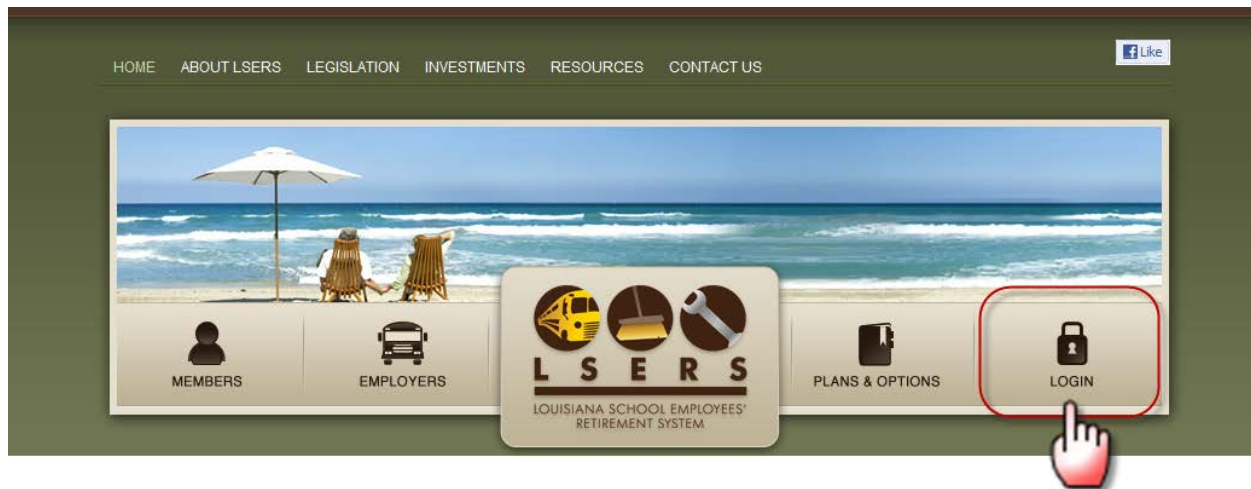 HOME ABOUT LSERS LEGISLATION INVESTMENTS RESOURCES CONTACT US
Like
MEMBERS
EMPLOYERS
LSERS
LOUISIANA SCHOOL EMPLOYEES'
RETIREMENT SYSTEM
PLANS & OPTIONS
LOGIN